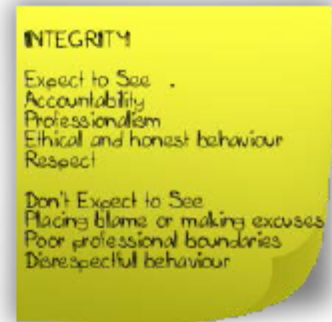 INTEGRITY
Expect to See .
Accountability
Professionalism
Ethical and honest behaviour
Respect
Don't Expect to See
Placing blame or making excuses
Poor professional boundaries
Disrespectful behaviour